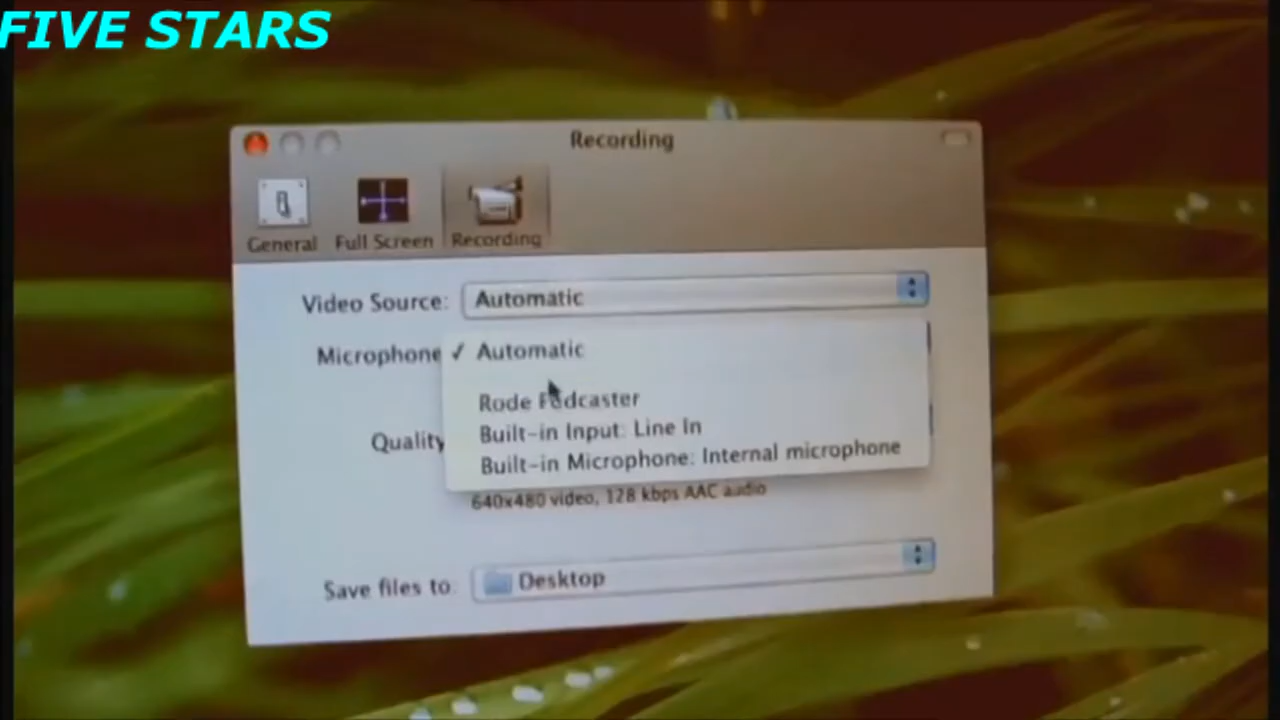 FIVE STARS
Recording
General Full Screen Recording
Video Source: Automatic
Microphone ✓ Automatic
Rode Podcaster
Built-in Input: Line In
Quality
Built-in Microphone: Internal microphone
640x480 video, 128 kbps AAC audio
Save files to: Desktop